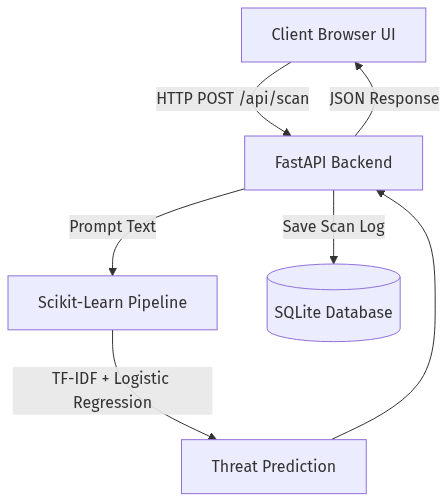 Client Browser UI
HTTP POST /api/scan
JSON Response
FastAPI Backend
Prompt Text
Save Scan Log
Scikit-Learn Pipeline
SQLite Database
TF-IDF + Logistic
Regression
Threat Prediction